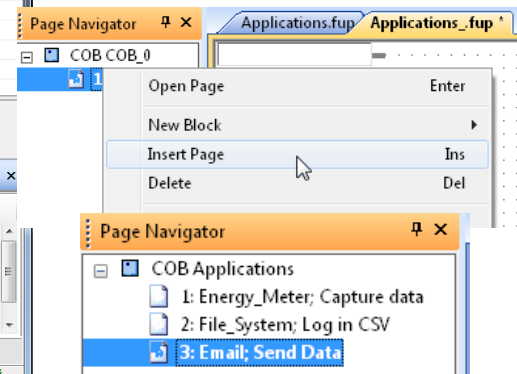 Page Navigator
Applications.fup
Applications_.fup *
COB COB_0
1
Open Page Enter
New Block
Insert Page Ins
Delete Del
Page Navigator
COB Applications
1: Energy_Meter; Capture data
2: File_System; Log in CSV
3: Email; Send Data